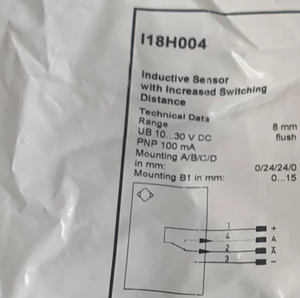 I18H004
Inductive Sensor
with Increased Switching
Distance
Technical Data
Range 8 mm
UB 10...30 V DC flush
PNP 100 mA
Mounting A/B/C/D
in mm: 0/24/24/0
Mounting B1 in mm: 0...15
1 +
4 A
2 A̅
3 −